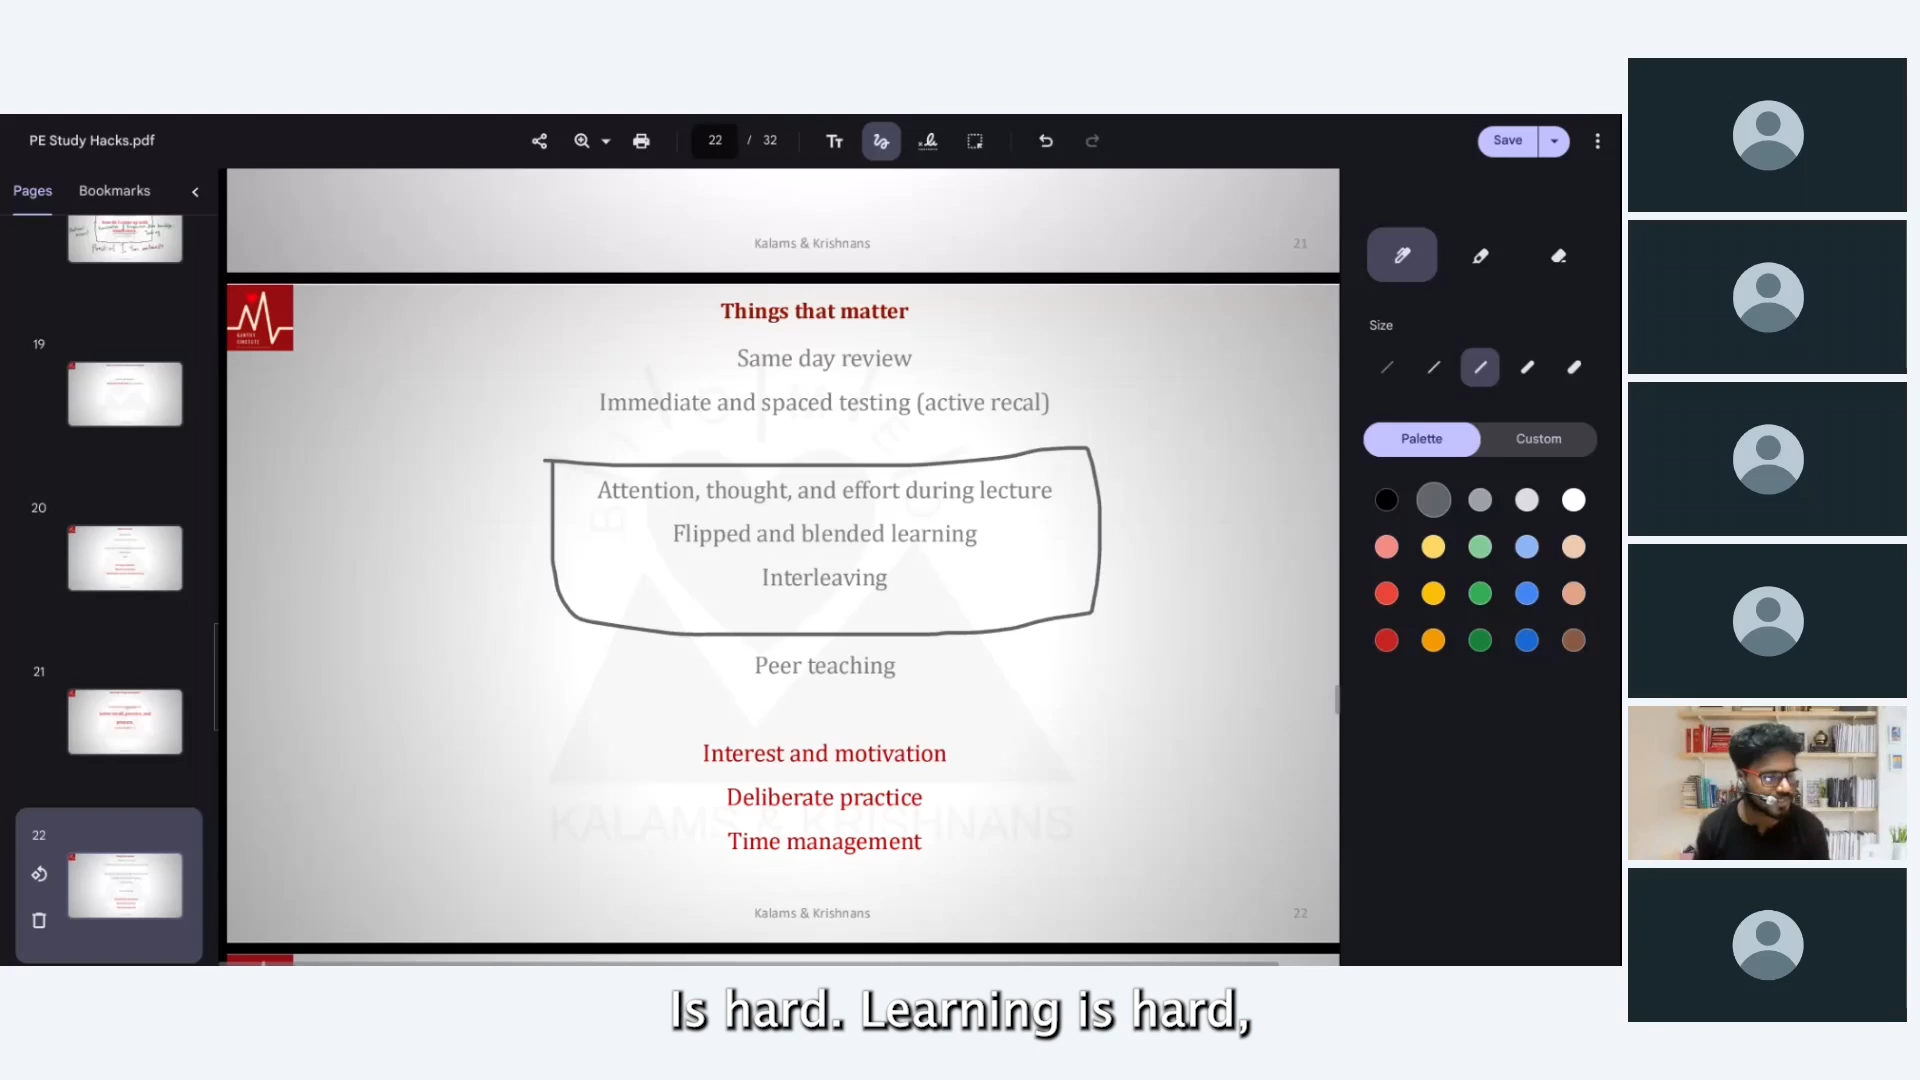 PE Study Hacks.pdf
22 / 32
Tт
Save
Pages Bookmarks
19
20
21
22
Kalams & Krishnans 21
Things that matter
Same day review
Immediate and spaced testing (active recal)
Attention, thought, and effort during lecture
Flipped and blended learning
Interleaving
Peer teaching
Interest and motivation
Deliberate practice
Time management
KALAMS & KRISHNANS
Kalams & Krishnans 22
Size
Palette Custom
Is hard. Learning is hard,